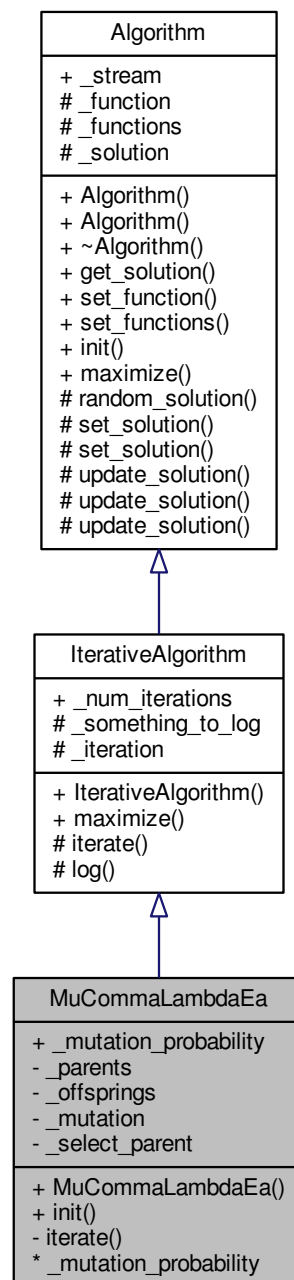 Algorithm
+ _stream
# _function
# _functions
# _solution
+ Algorithm()
+ Algorithm()
+ ~Algorithm()
+ get_solution()
+ set_function()
+ set_functions()
+ init()
+ maximize()
# random_solution()
# set_solution()
# set_solution()
# update_solution()
# update_solution()
# update_solution()
IterativeAlgorithm
+ _num_iterations
# _something_to_log
# _iteration
+ IterativeAlgorithm()
+ maximize()
# iterate()
# log()
MuCommaLambdaEa
+ _mutation_probability
- _parents
- _offsprings
- _mutation
- _select_parent
+ MuCommaLambdaEa()
+ init()
- iterate()
* _mutation_probability